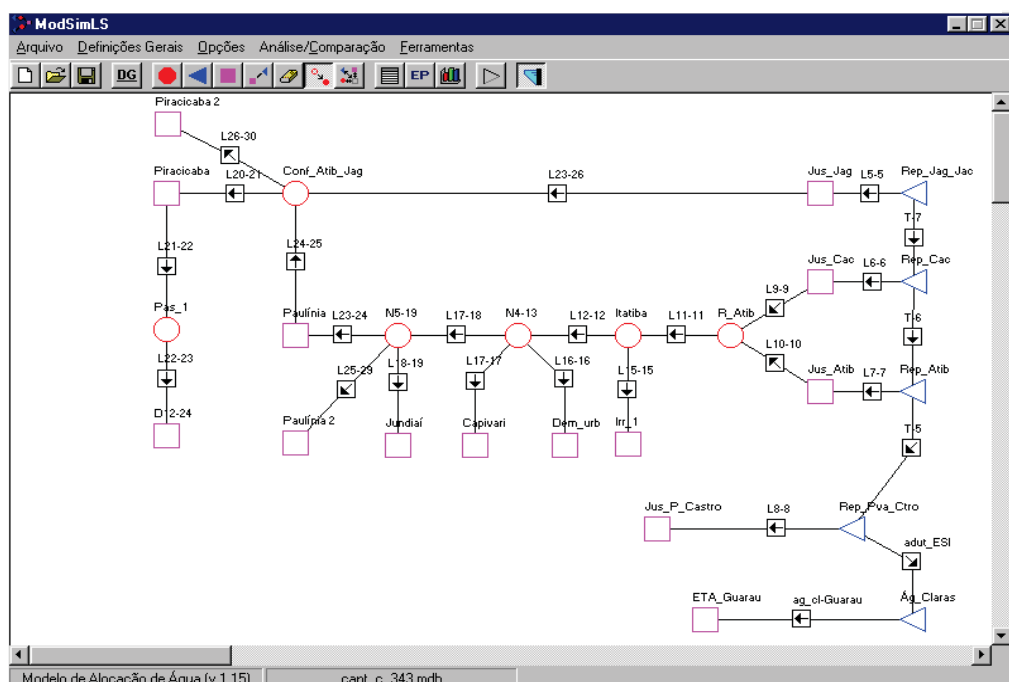 ModSimLS
Arquivo Definições Gerais Opções Análise/Comparação Ferramentas
DG EP
Piracicaba 2
L26-30
Piracicaba L20-21 Conf_Atib_Jag L23-26 Jus_Jag L5-5 Rep_Jag_Jac
T-7
L21-22 L24-25 Jus_Cac L6-6 Rep_Cac
L9-9
Pas_1 Paulínia L23-24 N5-19 L17-18 N4-13 L12-12 Itatiba L11-11 R_Atib T-6
L10-10
L22-23 L25-29 L18-19 L17-17 L16-16 L15-15 Jus_Atib L7-7 Rep_Atib
D12-24 Paulínia 2 Jundiaí Capivari Dem_urb Irr_1 T-5
Jus_P_Castro L8-8 Rep_Pva_Ctro
adut_ESI
ETA_Guarau ag_cl-Guarau Ág_Claras
Modelo de Alocação de Água (v 1.15) cant_c_343.mdb